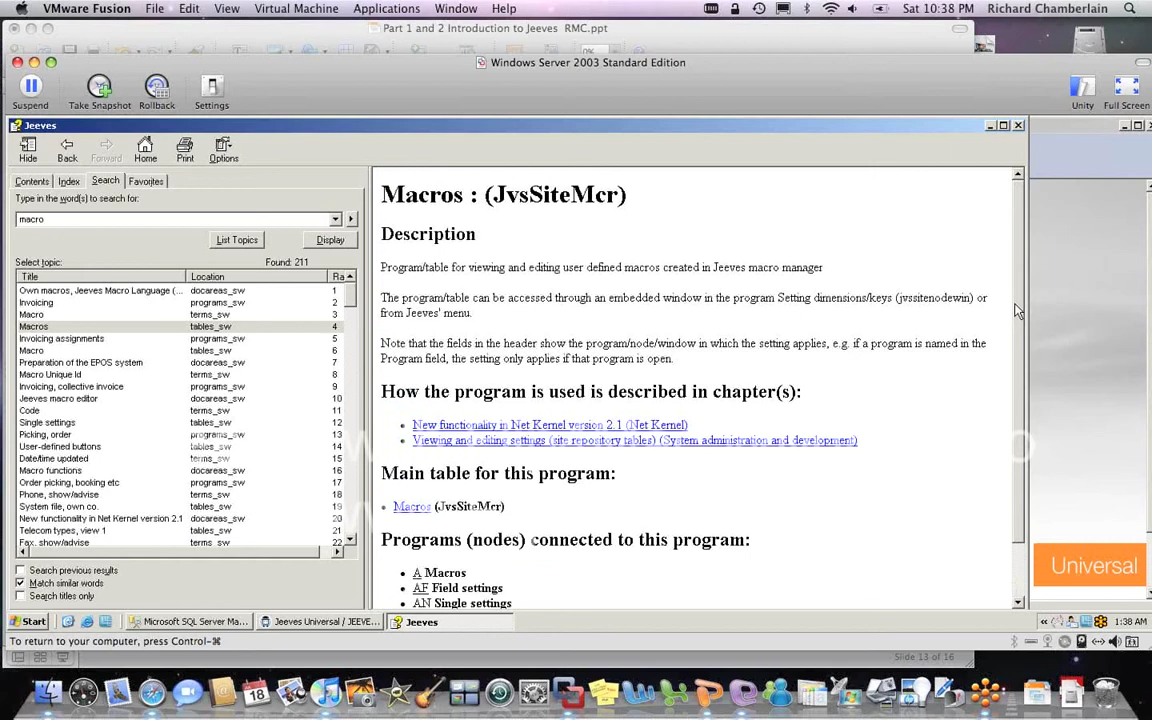 VMware Fusion File Edit View Virtual Machine Applications Window Help Sat 10:38 PM Richard Chamberlain
Part 1 and 2 Introduction to Jeeves RMC.ppt
0%
Windows Server 2003 Standard Edition
Suspend Take Snapshot Rollback Settings Unity Full Screen
Jeeves
Hide Back Forward Home Print Options
Contents Index Search Favorites
Type in the word(s) to search for:
macro
List Topics Display
Select topic: Found: 211
Title Location Ra
Own macros, Jeeves Macro Language (... docareas_sw 1
Invoicing programs_sw 2
Macro terms_sw 3
Macros tables_sw 4
Invoicing assignments programs_sw 5
Macro tables_sw 6
Preparation of the EPOS system docareas_sw 7
Macro Unique Id terms_sw 8
Invoicing, collective invoice programs_sw 9
Jeeves macro editor docareas_sw 10
Code terms_sw 11
Single settings tables_sw 12
Picking, order programs_sw 13
User-defined buttons tables_sw 14
Date/time updated terms_sw 15
Macro functions docareas_sw 16
Order picking, booking etc programs_sw 17
Phone, show/advise terms_sw 18
System file, own co. terms_sw 19
New functionality in Net Kernel version 2.1 docareas_sw 20
Telecom types, view 1 tables_sw 21
Fax, show/advise terms_sw 22
Search previous results
Match similar words
Search titles only
Macros : (JvsSiteMcr)
Description
Program/table for viewing and editing user defined macros created in Jeeves macro manager
The program/table can be accessed through an embedded window in the program Setting dimensions/keys (jvssitenodewin) or
from Jeeves' menu.
Note that the fields in the header show the program/node/window in which the setting applies, e.g. if a program is named in the
Program field, the setting only applies if that program is open.
How the program is used is described in chapter(s):
New functionality in Net Kernel version 2.1 (Net Kernel)
Viewing and editing settings (site repository tables) (System administration and development)
Main table for this program:
Macros (JvsSiteMcr)
Programs (nodes) connected to this program:
A Macros
AF Field settings
AN Single settings
Universal
Start Microsoft SQL Server Ma... Jeeves Universal / JEEVE... Jeeves 1:38 AM
To return to your computer, press Control-⌘
Slide 13 of 16